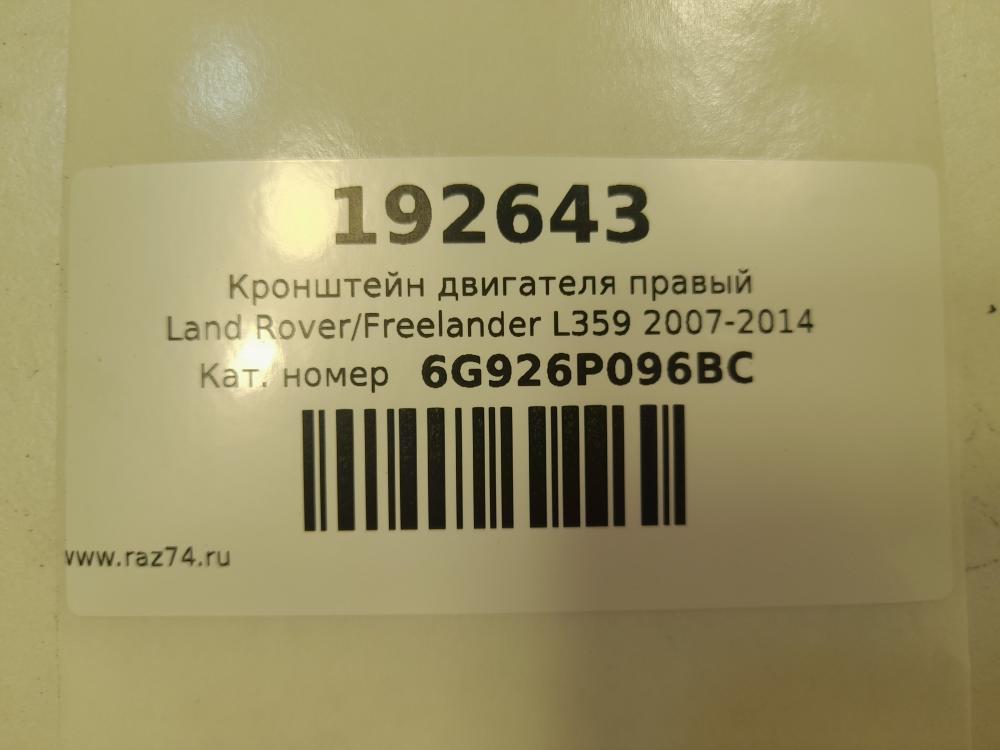 192643
Кронштейн двигателя правый
Land Rover/Freelander L359 2007-2014
Кат. номер 6G926P096BC
www.raz74.ru